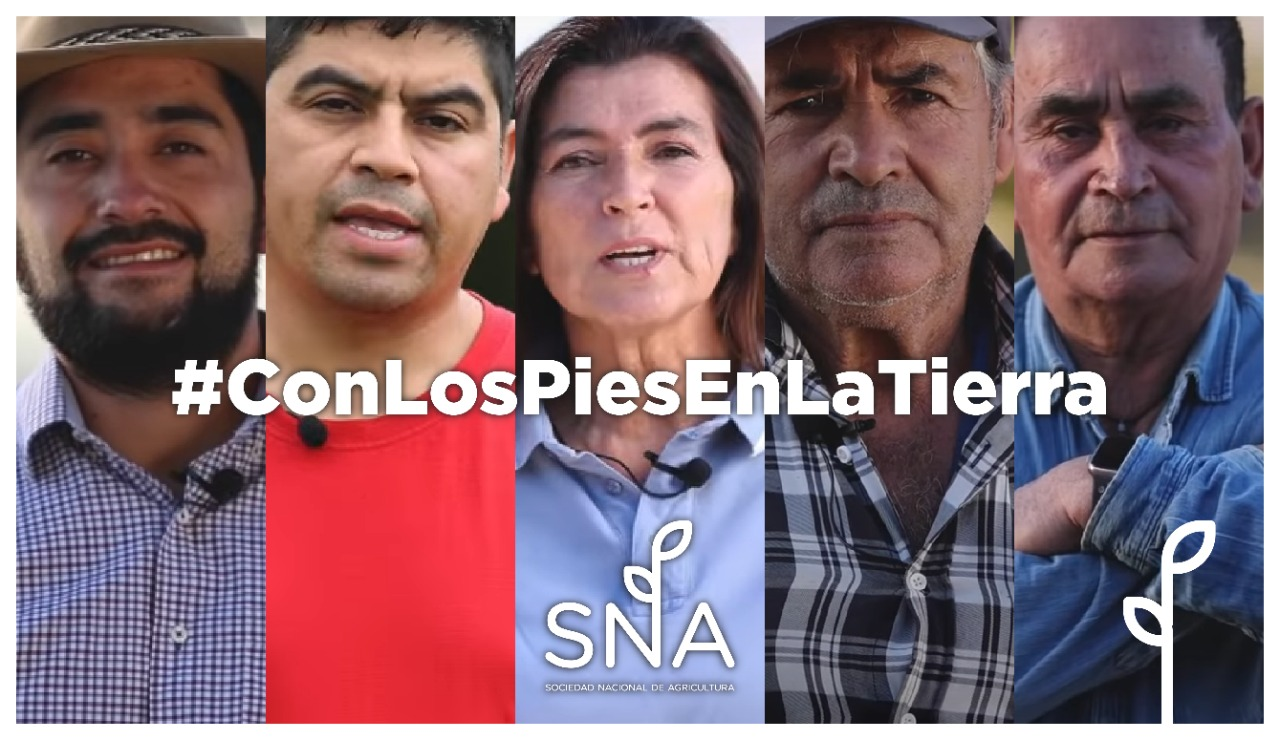 #ConLosPiesEnLaTierra
SNA
SOCIEDAD NACIONAL DE AGRICULTURA